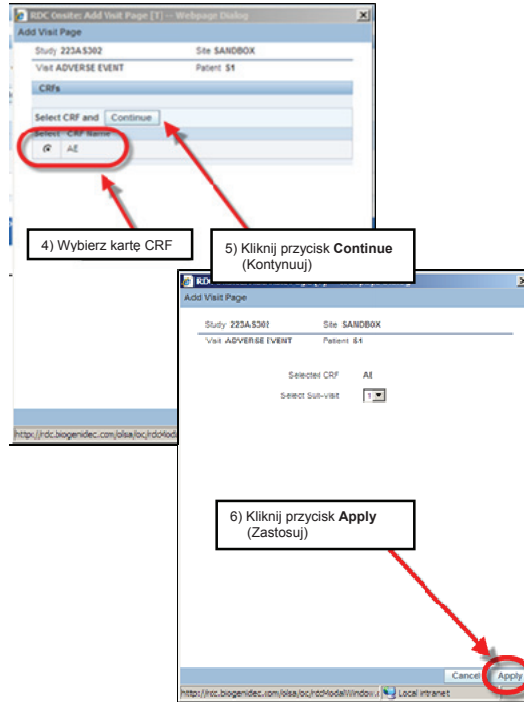 RDC Onsite: Add Visit Page [T] -- Webpage Dialog
Add Visit Page
Study 223AS302 Site SANDBOX
Visit ADVERSE EVENT Patient S1
CRFs
Select CRF and Continue
Select CRF Name
AE
4) Wybierz kartę CRF
5) Kliknij przycisk Continue
(Kontynuuj)
Add Visit Page
Study 223AS302 Site SANDBOX
Visit ADVERSE EVENT Patient S1
Selected CRF AE
Select Sub-Visit 1
6) Kliknij przycisk Apply
(Zastosuj)
Cancel Apply
Local intranet